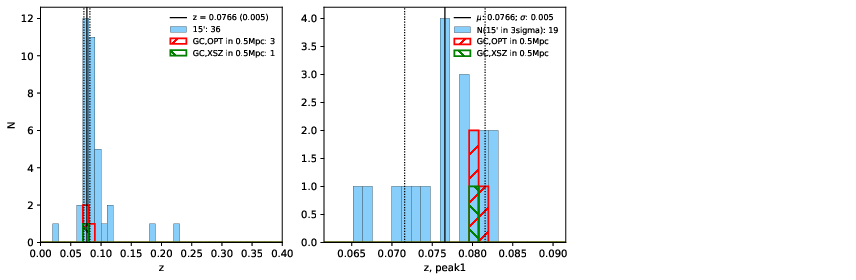 12
10
8
6
4
2
0
N
0.00 0.05 0.10 0.15 0.20 0.25 0.30 0.35 0.40
z
z = 0.0766 (0.005)
15': 36
GC,OPT in 0.5Mpc: 3
GC,XSZ in 0.5Mpc: 1
4.0
3.5
3.0
2.5
2.0
1.5
1.0
0.5
0.0
0.065 0.070 0.075 0.080 0.085 0.090
z, peak1
μ: 0.0766; σ: 0.005
N(15' in 3sigma): 19
GC,OPT in 0.5Mpc
GC,XSZ in 0.5Mpc